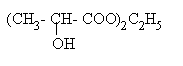 (CH₃- CH- COO)₂C₂H₅
OH